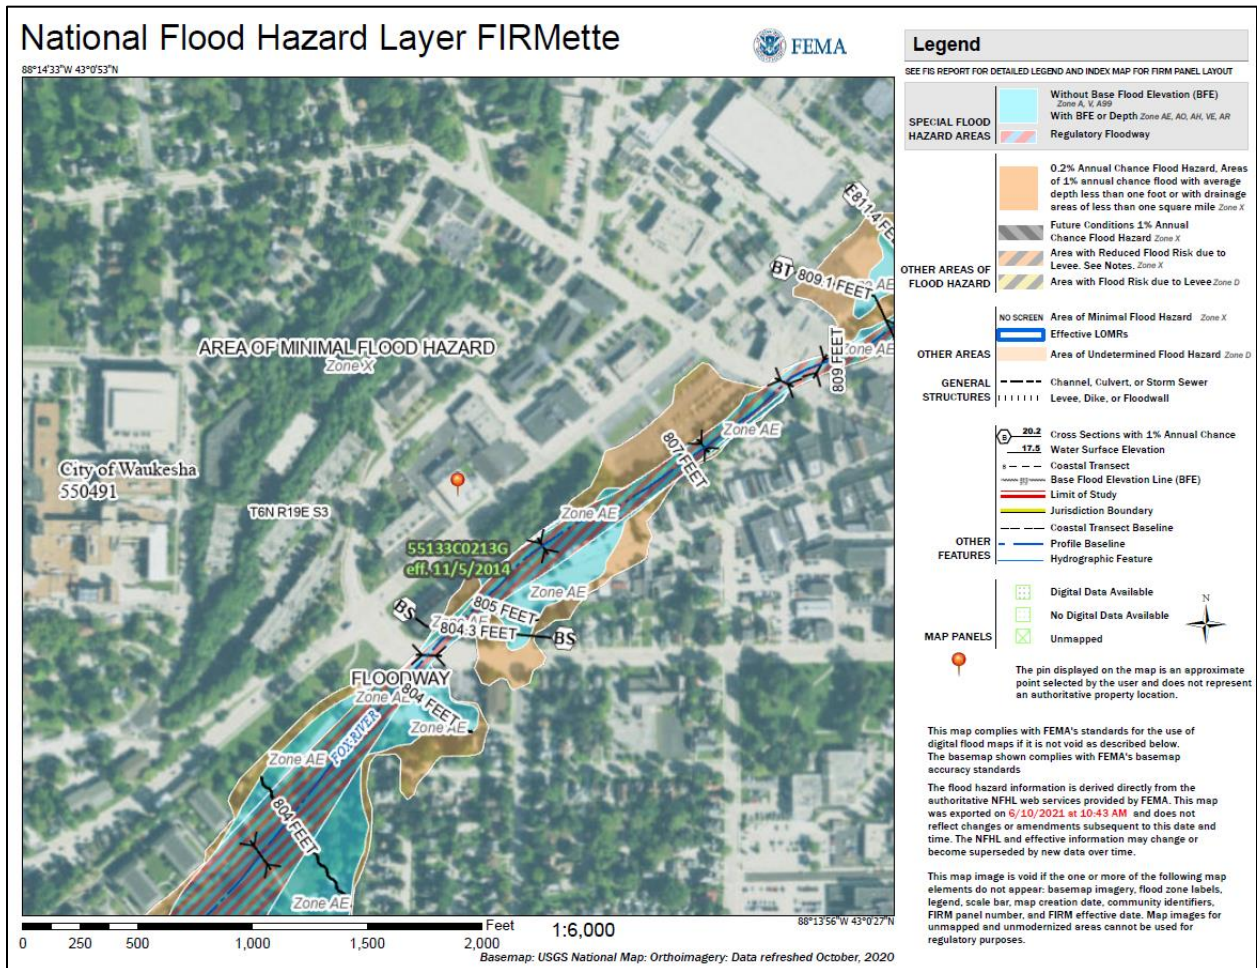 National Flood Hazard Layer FIRMette
FEMA
88°14'33"W 43°0'53"N
E811.4 FE
BT
809.1 FEET
Zone AE
809 FEET
AREA OF MINIMAL FLOOD HAZARD
Zone X
Zone AE
807 FEET
City of Waukesha
550491
T6N R19E S3
Zone AE
55133C0213G
eff. 11/5/2014
Zone AE
BS
805 FEET
804.3 FEET
BS
FLOODWAY
Zone AE
804 FEET
Zone AE
FOX RIVER
Zone AE
804 FEET
Zone AE
88°13'56"W 43°0'27"N
Feet
1:6,000
0 250 500 1,000 1,500 2,000
Basemap: USGS National Map: Orthoimagery: Data refreshed October, 2020
Legend
SEE FIS REPORT FOR DETAILED LEGEND AND INDEX MAP FOR FIRM PANEL LAYOUT
SPECIAL FLOOD
HAZARD AREAS
Without Base Flood Elevation (BFE)
Zone A, V, A99
With BFE or Depth Zone AE, AO, AH, VE, AR
Regulatory Floodway
0.2% Annual Chance Flood Hazard, Areas
of 1% annual chance flood with average
depth less than one foot or with drainage
areas of less than one square mile Zone X
Future Conditions 1% Annual
Chance Flood Hazard Zone X
Area with Reduced Flood Risk due to
Levee. See Notes. Zone X
Area with Flood Risk due to Levee Zone D
OTHER AREAS OF
FLOOD HAZARD
NO SCREEN Area of Minimal Flood Hazard Zone X
Effective LOMRs
OTHER AREAS
Area of Undetermined Flood Hazard Zone D
GENERAL
STRUCTURES
Channel, Culvert, or Storm Sewer
Levee, Dike, or Floodwall
B 20.2 Cross Sections with 1% Annual Chance
17.5 Water Surface Elevation
8 Coastal Transect
Base Flood Elevation Line (BFE)
Limit of Study
Jurisdiction Boundary
Coastal Transect Baseline
OTHER
FEATURES
Profile Baseline
Hydrographic Feature
Digital Data Available
No Digital Data Available
Unmapped
MAP PANELS
N
The pin displayed on the map is an approximate
point selected by the user and does not represent
an authoritative property location.
This map complies with FEMA's standards for the use of
digital flood maps if it is not void as described below.
The basemap shown complies with FEMA's basemap
accuracy standards
The flood hazard information is derived directly from the
authoritative NFHL web services provided by FEMA. This map
was exported on 6/10/2021 at 10:43 AM and does not
reflect changes or amendments subsequent to this date and
time. The NFHL and effective information may change or
become superseded by new data over time.
This map image is void if the one or more of the following map
elements do not appear: basemap imagery, flood zone labels,
legend, scale bar, map creation date, community identifiers,
FIRM panel number, and FIRM effective date. Map images for
unmapped and unmodernized areas cannot be used for
regulatory purposes.